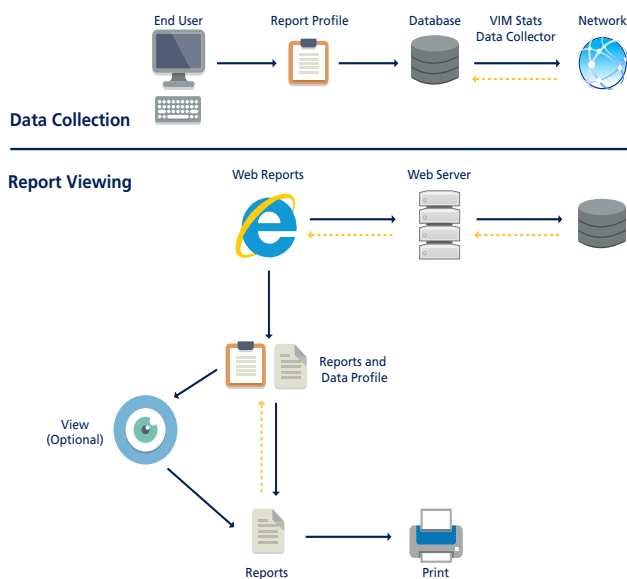 End User
Report Profile
Database
VIM Stats
Data Collector
Network
Data Collection
Report Viewing
Web Reports
Web Server
Reports and
Data Profile
View
(Optional)
Reports
Print